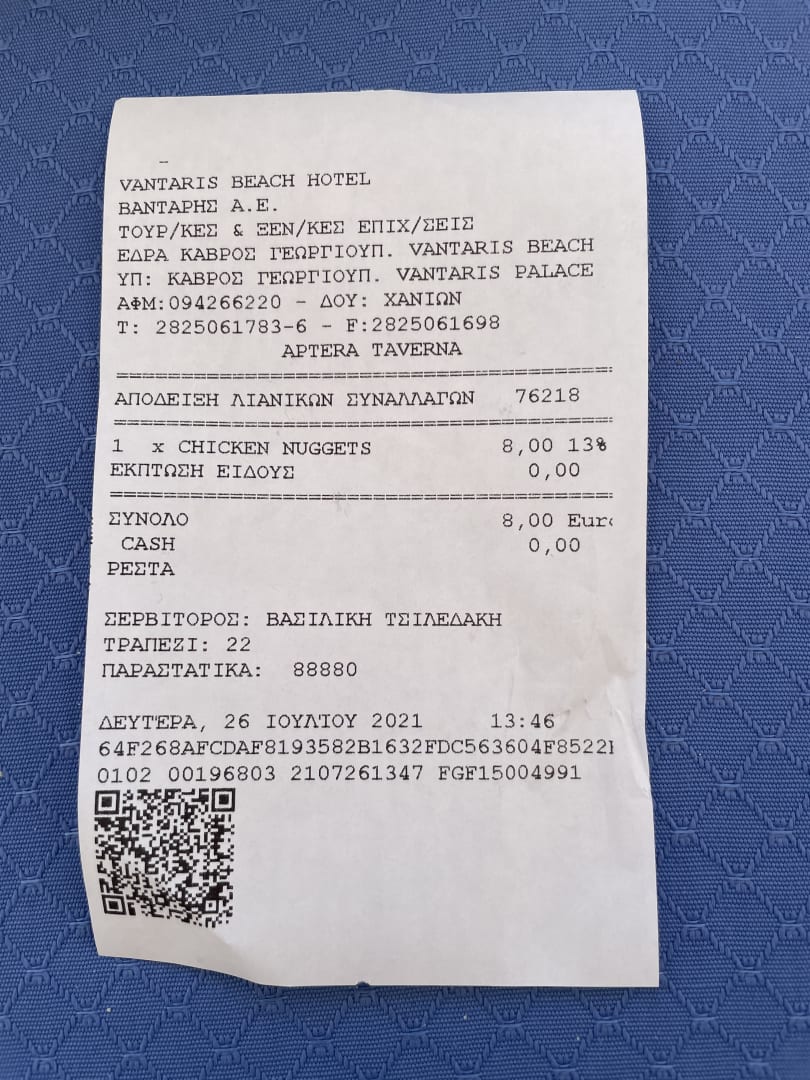 VANTARIS BEACH HOTEL
ΒΑΝΤΑΡΗΣ Α.Ε.
ΤΟΥΡ/ΚΕΣ & ΞΕΝ/ΚΕΣ ΕΠΙΧ/ΣΕΙΣ
ΕΔΡΑ ΚΑΒΡΟΣ ΓΕΩΡΓΙΟΥΠ. VANTARIS BEACH
ΥΠ: ΚΑΒΡΟΣ ΓΕΩΡΓΙΟΥΠ. VANTARIS PALACE
ΑΦΜ:094266220 - ΔΟΥ: ΧΑΝΙΩΝ
T: 2825061783-6 - F:2825061698
APTERA TAVERNA
ΑΠΟΔΕΙΞΗ ΛΙΑΝΙΚΩΝ ΣΥΝΑΛΛΑΓΩΝ 76218
1 x CHICKEN NUGGETS 8,00 13%
ΕΚΠΤΩΣΗ ΕΙΔΟΥΣ 0,00
ΣΥΝΟΛΟ 8,00
CASH 0,00
ΡΕΣΤΑ
ΣΕΡΒΙΤΟΡΟΣ: ΒΑΣΙΛΙΚΗ ΤΣΙΛΕΔΑΚΗ
ΤΡΑΠΕΖΙ: 22
ΠΑΡΑΣΤΑΤΙΚΑ: 88880
ΔΕΥΤΈΡΑ, 26 ΙΟΥΛΊΟΥ 2021 13:46
64F268AFCDAF8193582B1632FDC563604F8522
0102 00196803 2107261347 FGF15004991